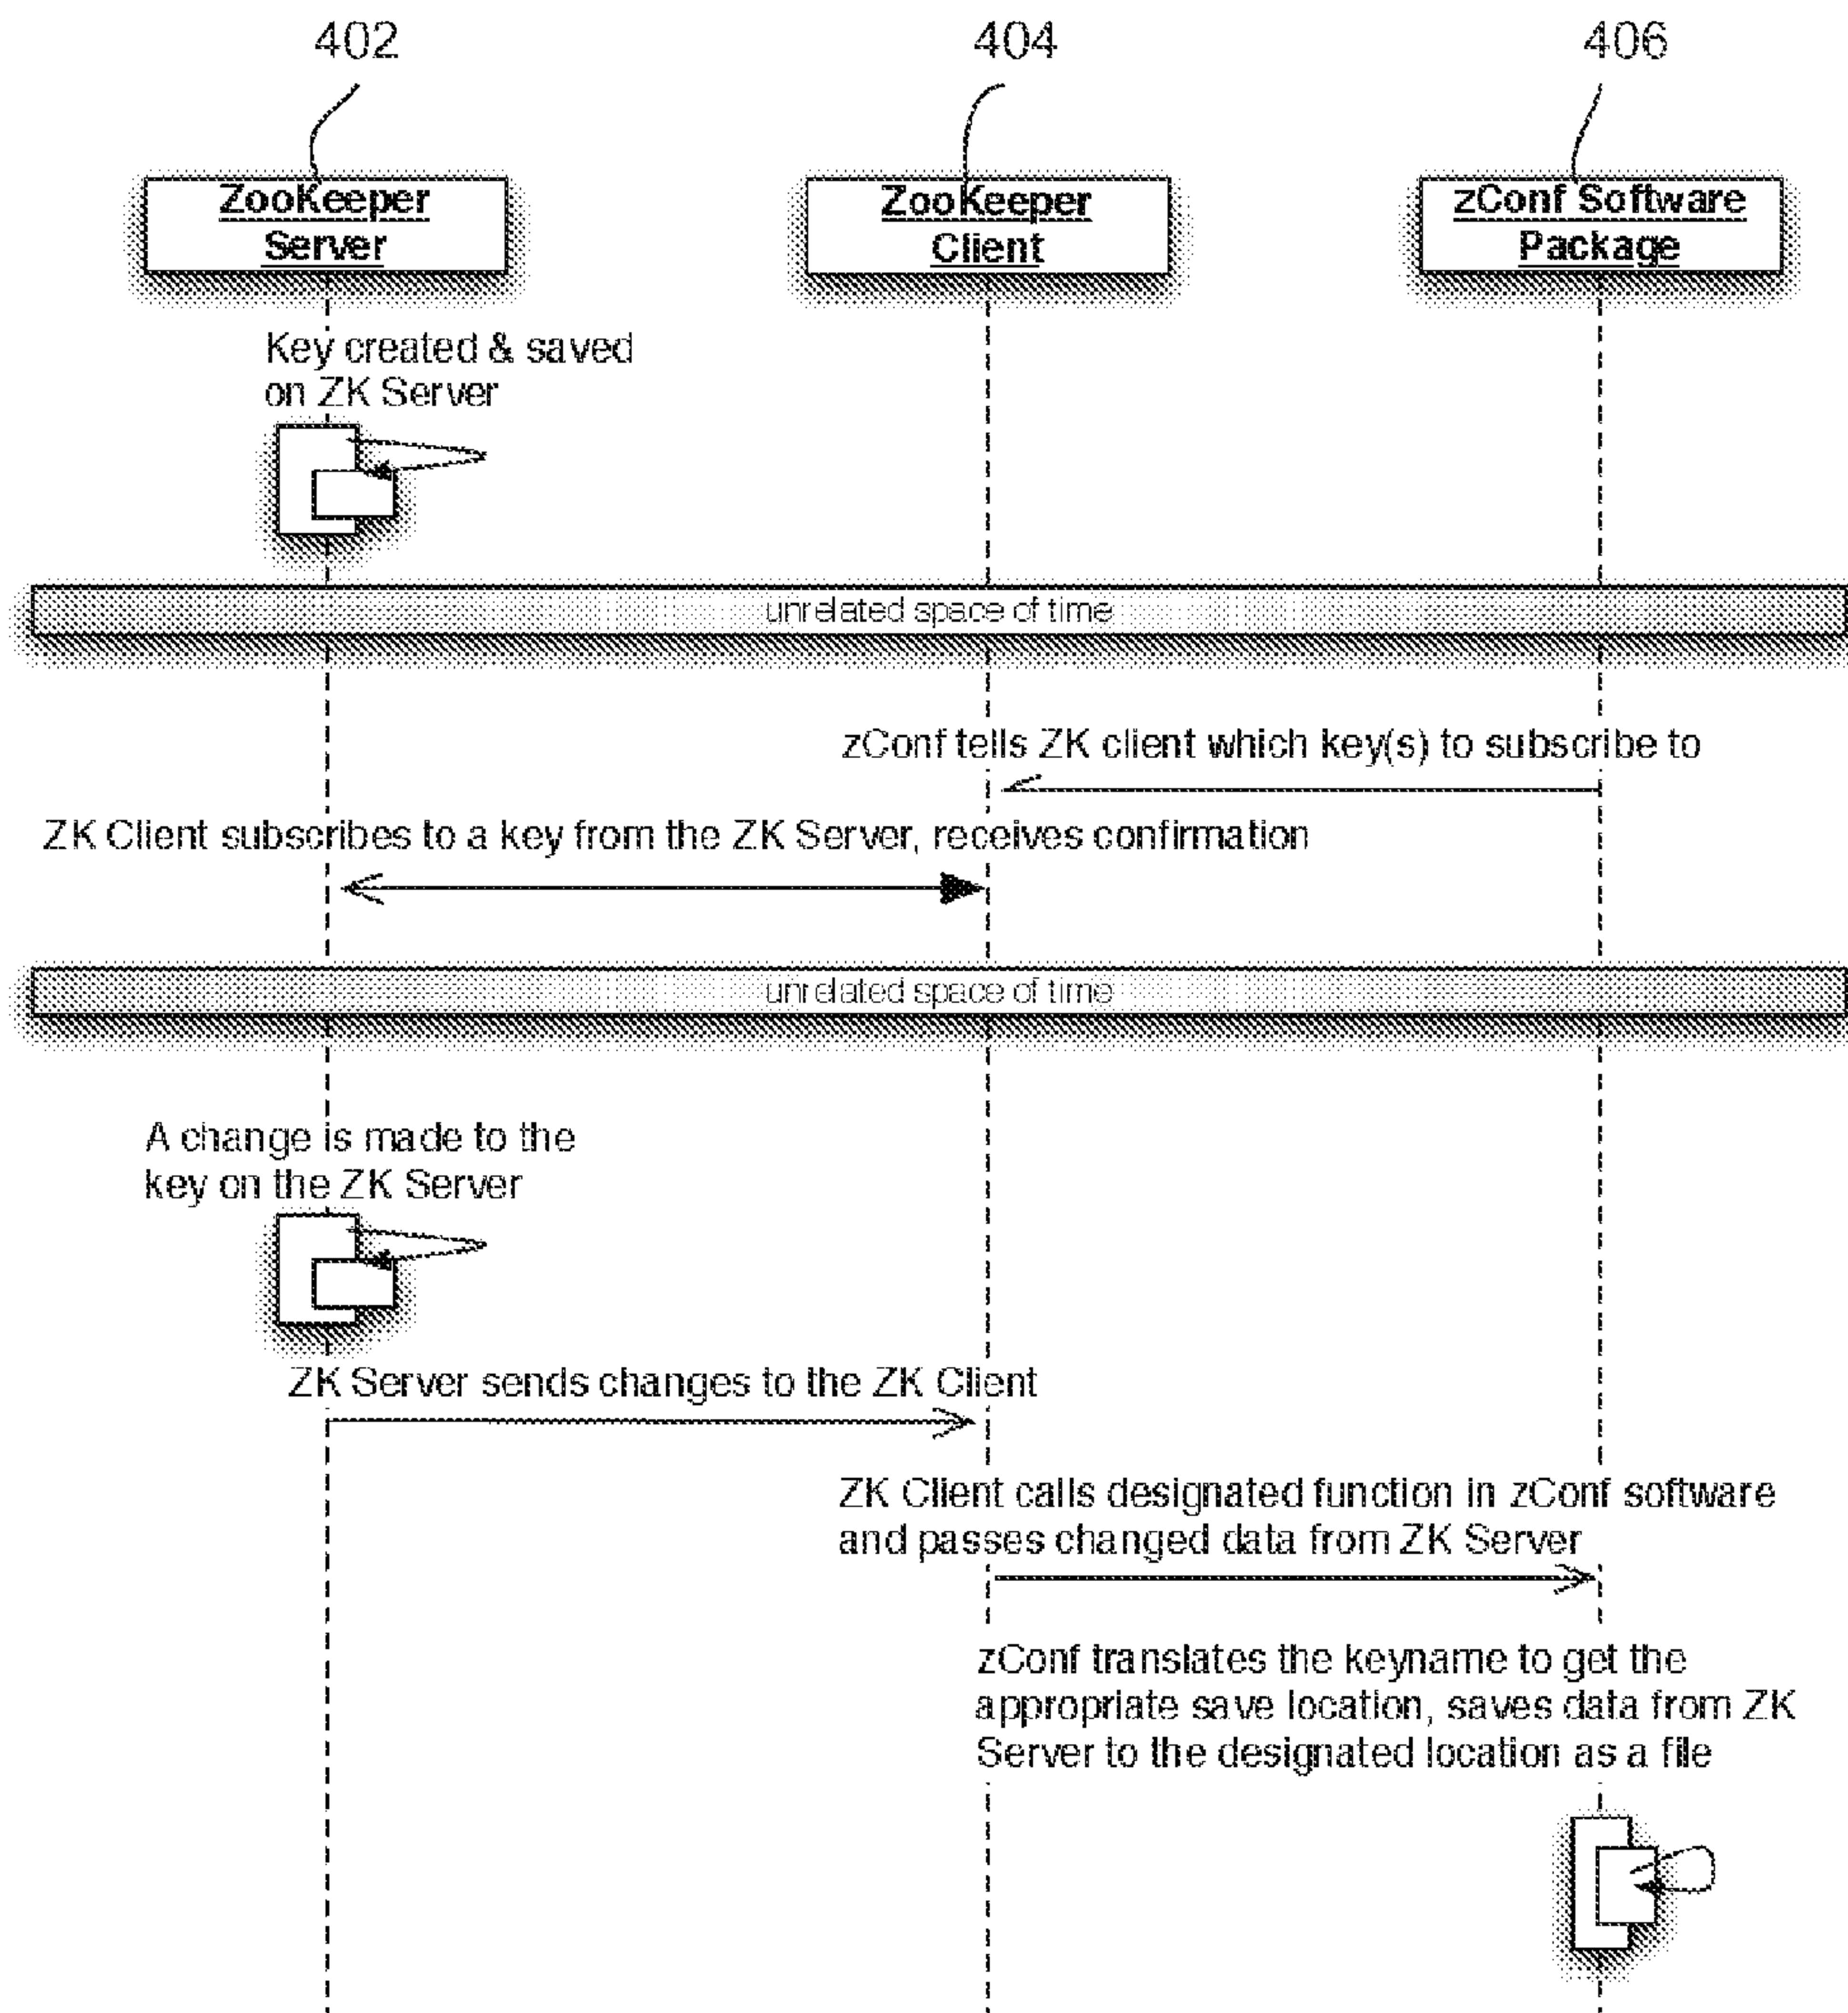 402
404
406
ZooKeeper
Server
ZooKeeper
Client
zConf Software
Package
Key created & saved
on ZK Server
unrelated space of time
zConf tells ZK client which key(s) to subscribe to
ZK Client subscribes to a key from the ZK Server, receives confirmation
unrelated space of time
A change is made to the
key on the ZK Server
ZK Server sends changes to the ZK Client
ZK Client calls designated function in zConf software
and passes changed data from ZK Server
zConf translates the keyname to get the
appropriate save location, saves data from ZK
Server to the designated location as a file